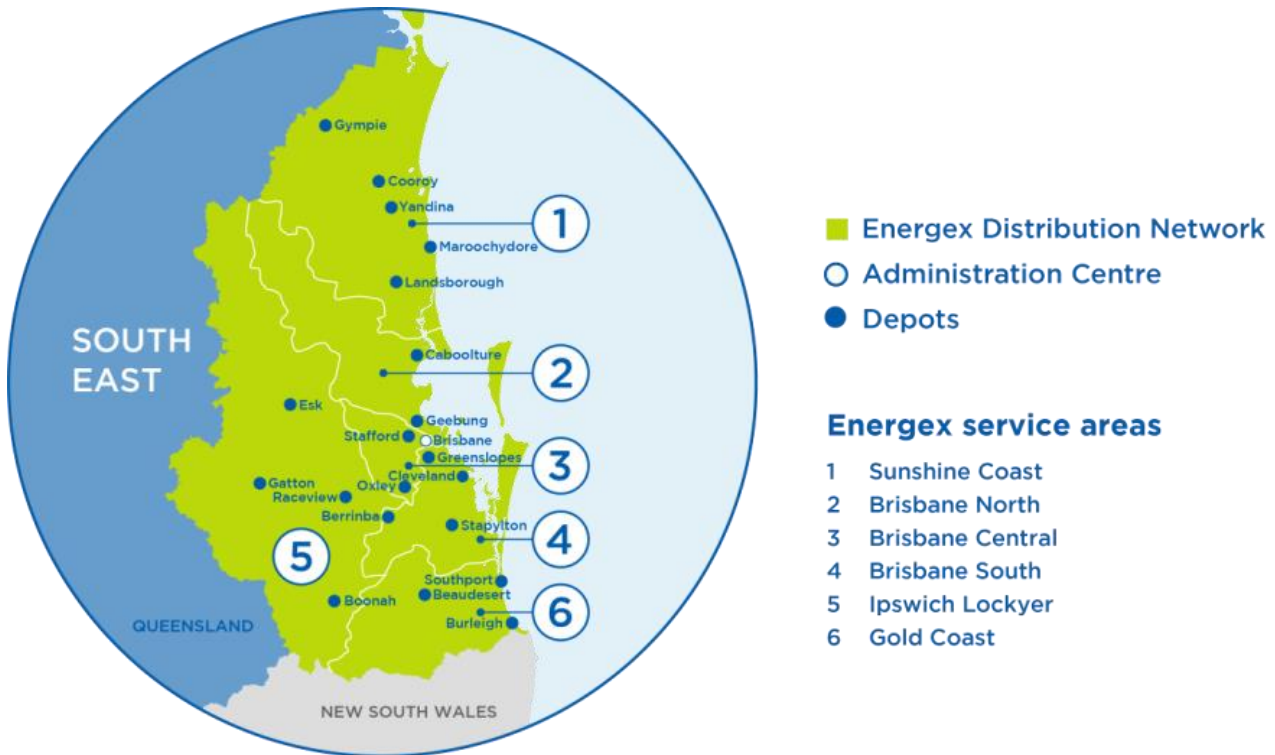 Gympie
Cooroy
Yandina
1
Maroochydore
Landsborough
SOUTH
EAST
Caboolture
2
Esk
Geebung
Stafford
Brisbane
Greenslopes
3
Cleveland
Gatton
Oxley
Raceview
Berrinba
Stapylton
4
5
Southport
Beaudesert
Boonah
6
Burleigh
QUEENSLAND
NEW SOUTH WALES
Energex Distribution Network
Administration Centre
Depots
Energex service areas
1 Sunshine Coast
2 Brisbane North
3 Brisbane Central
4 Brisbane South
5 Ipswich Lockyer
6 Gold Coast